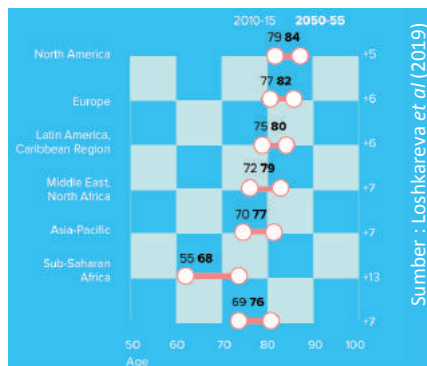 2010-15 2050-55
79 84
North America +5
77 82
Europe +6
75 80
Latin America,
Caribbean Region +6
72 79
Middle East,
North Africa +7
70 77
Asia-Pacific +7
55 68
Sub-Saharan
Africa +13
69 76
+7
50 60 70 80 90 100
Age
Sumber : Loshkareva et al (2019)